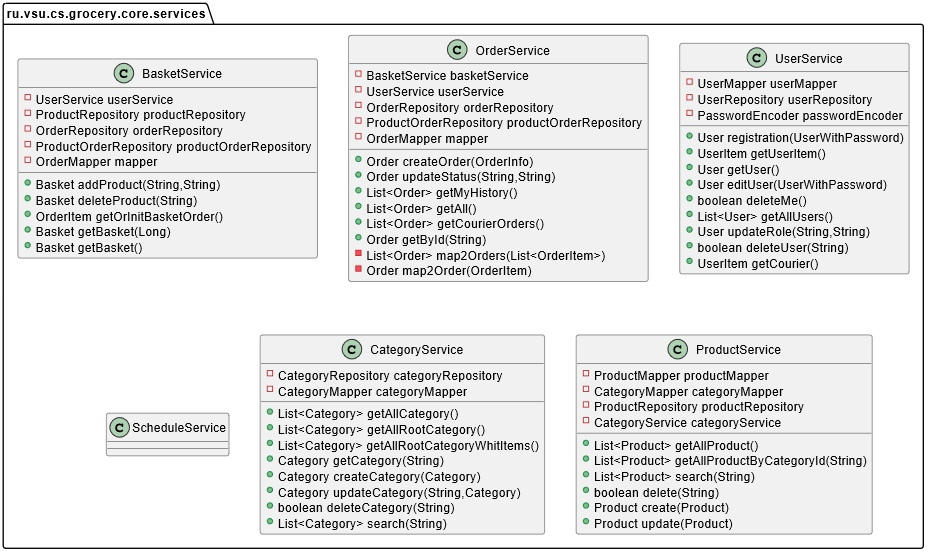 ru.vsu.cs.grocery.core.services
C BasketService
UserService userService
ProductRepository productRepository
OrderRepository orderRepository
ProductOrderRepository productOrderRepository
OrderMapper mapper
Basket addProduct(String,String)
Basket deleteProduct(String)
OrderItem getOrInitBasketOrder()
Basket getBasket(Long)
Basket getBasket()
C OrderService
BasketService basketService
UserService userService
OrderRepository orderRepository
ProductOrderRepository productOrderRepository
OrderMapper mapper
Order createOrder(OrderInfo)
Order updateStatus(String,String)
List<Order> getMyHistory()
List<Order> getAll()
List<Order> getCourierOrders()
Order getById(String)
List<Order> map2Orders(List<OrderItem>)
Order map2Order(OrderItem)
C UserService
UserMapper userMapper
UserRepository userRepository
PasswordEncoder passwordEncoder
User registration(UserWithPassword)
UserItem getUserItem()
User getUser()
User editUser(UserWithPassword)
boolean deleteMe()
List<User> getAllUsers()
User updateRole(String,String)
boolean deleteUser(String)
UserItem getCourier()
C ScheduleService
C CategoryService
CategoryRepository categoryRepository
CategoryMapper categoryMapper
List<Category> getAllCategory()
List<Category> getAllRootCategory()
List<Category> getAllRootCategoryWhitItems()
Category getCategory(String)
Category createCategory(Category)
Category updateCategory(String,Category)
boolean deleteCategory(String)
List<Category> search(String)
C ProductService
ProductMapper productMapper
CategoryMapper categoryMapper
ProductRepository productRepository
CategoryService categoryService
List<Product> getAllProduct()
List<Product> getAllProductByCategoryId(String)
List<Product> search(String)
boolean delete(String)
Product create(Product)
Product update(Product)